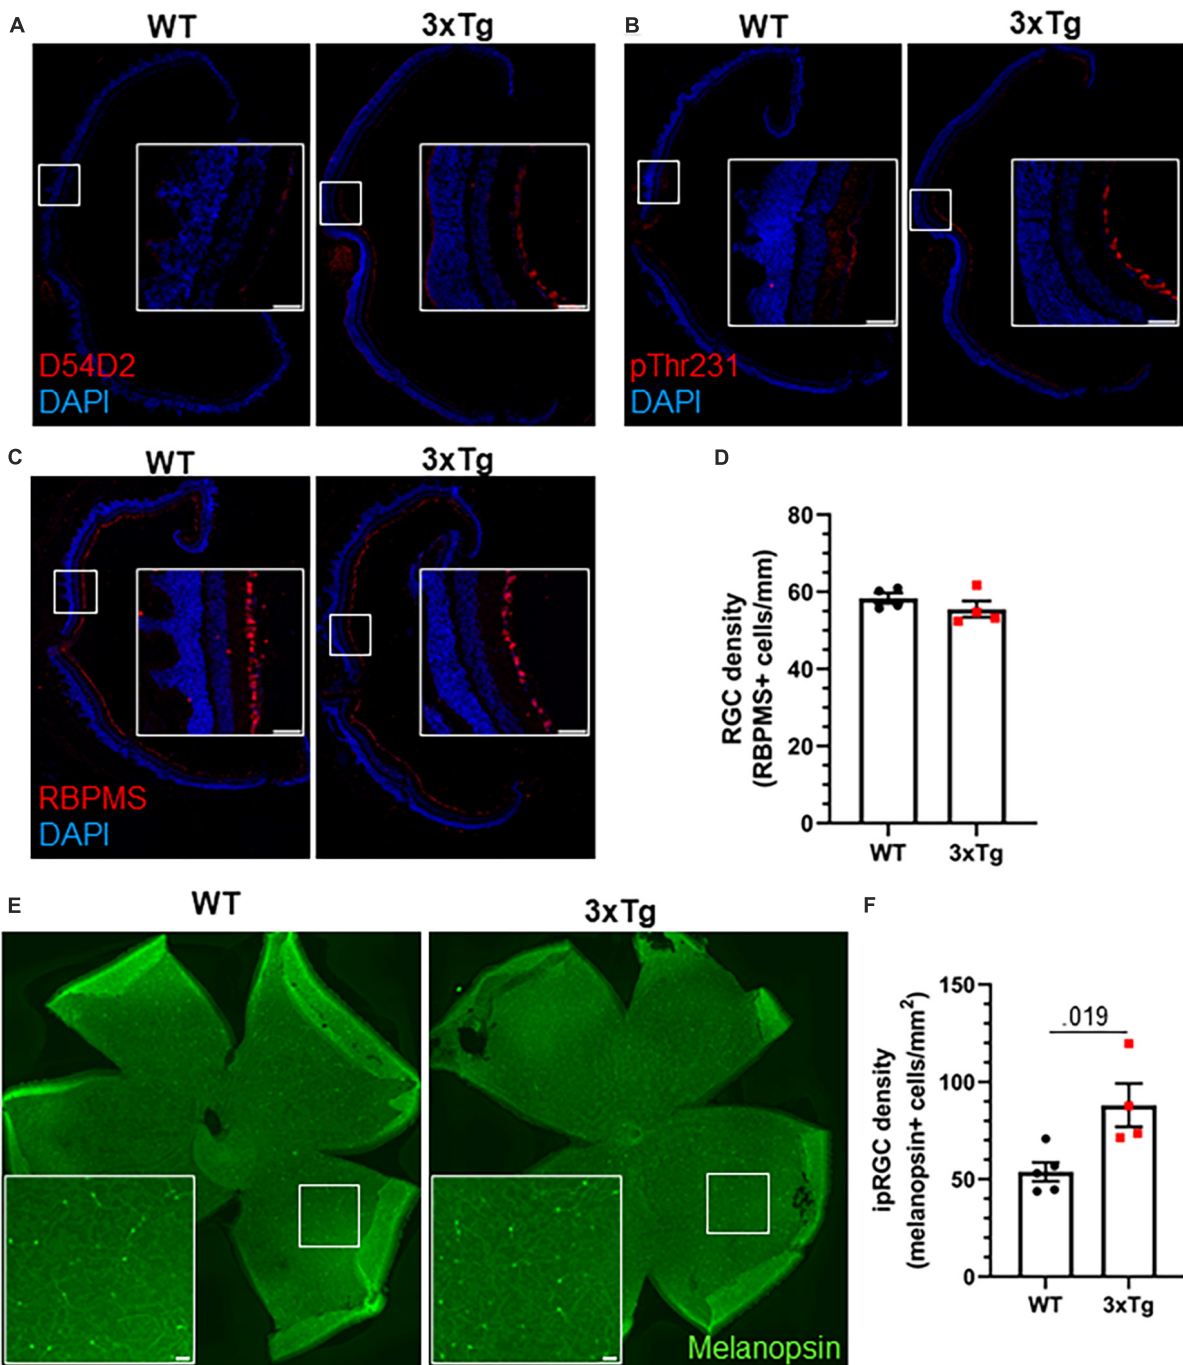 A
WT
3xTg
D54D2
DAPI
B
WT
3xTg
pThr231
DAPI
C
WT
3xTg
RBPMS
DAPI
D
RGC density
(RBPMS+ cells/mm)
80
60
40
20
0
WT
3xTg
E
WT
3xTg
Melanopsin
F
ipRGC density
(melanopsin+ cells/mm²)
150
100
50
0
.019
WT
3xTg